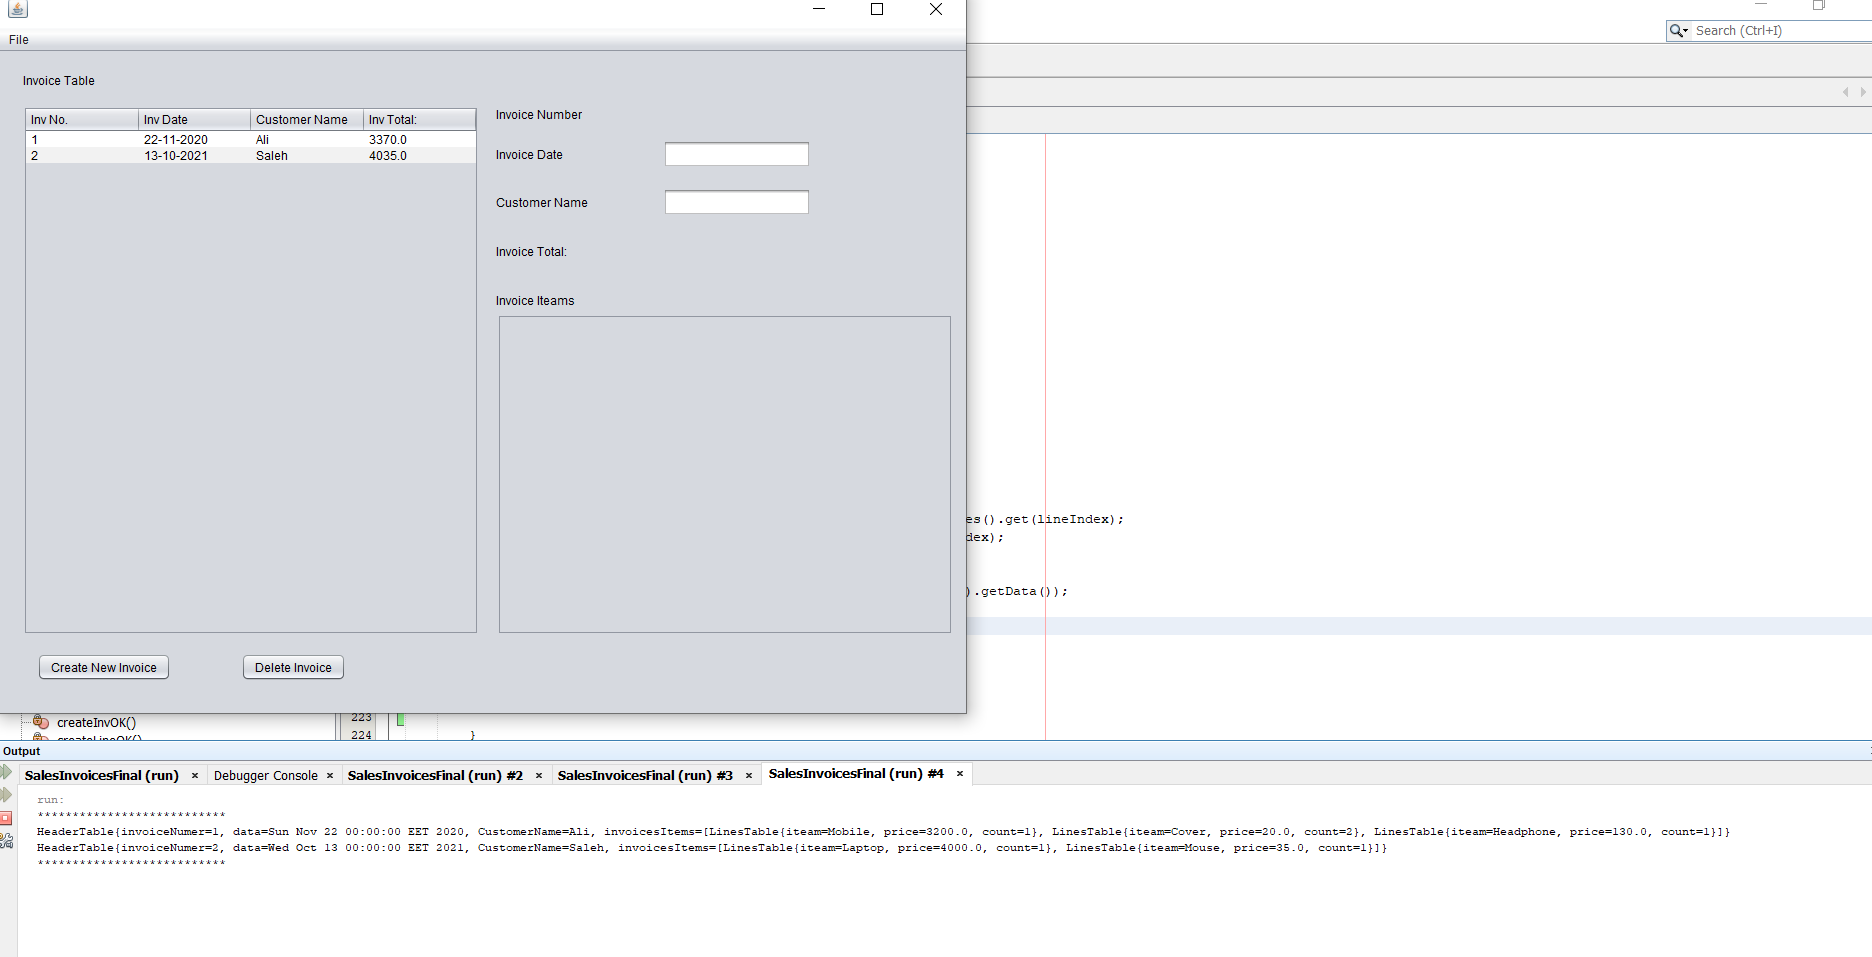 File
Search (Ctrl+I)
Invoice Table
Inv No. Inv Date Customer Name Inv Total:
1 22-11-2020 Ali 3370.0
2 13-10-2021 Saleh 4035.0
Invoice Number
Invoice Date
Customer Name
Invoice Total:
Invoice Iteams
Create New Invoice Delete Invoice
es().get(lineIndex);
dex);
).getData());
createInvOK() 223
createLineOK() 224 }
Output
SalesInvoicesFinal (run) × Debugger Console × SalesInvoicesFinal (run) #2 × SalesInvoicesFinal (run) #3 × SalesInvoicesFinal (run) #4 ×
run:
***************************
HeaderTable{invoiceNumer=1, data=Sun Nov 22 00:00:00 EET 2020, CustomerName=Ali, invoicesItems=[LinesTable{iteam=Mobile, price=3200.0, count=1}, LinesTable{iteam=Cover, price=20.0, count=2}, LinesTable{iteam=Headphone, price=130.0, count=1}]}
HeaderTable{invoiceNumer=2, data=Wed Oct 13 00:00:00 EET 2021, CustomerName=Saleh, invoicesItems=[LinesTable{iteam=Laptop, price=4000.0, count=1}, LinesTable{iteam=Mouse, price=35.0, count=1}]}
***************************